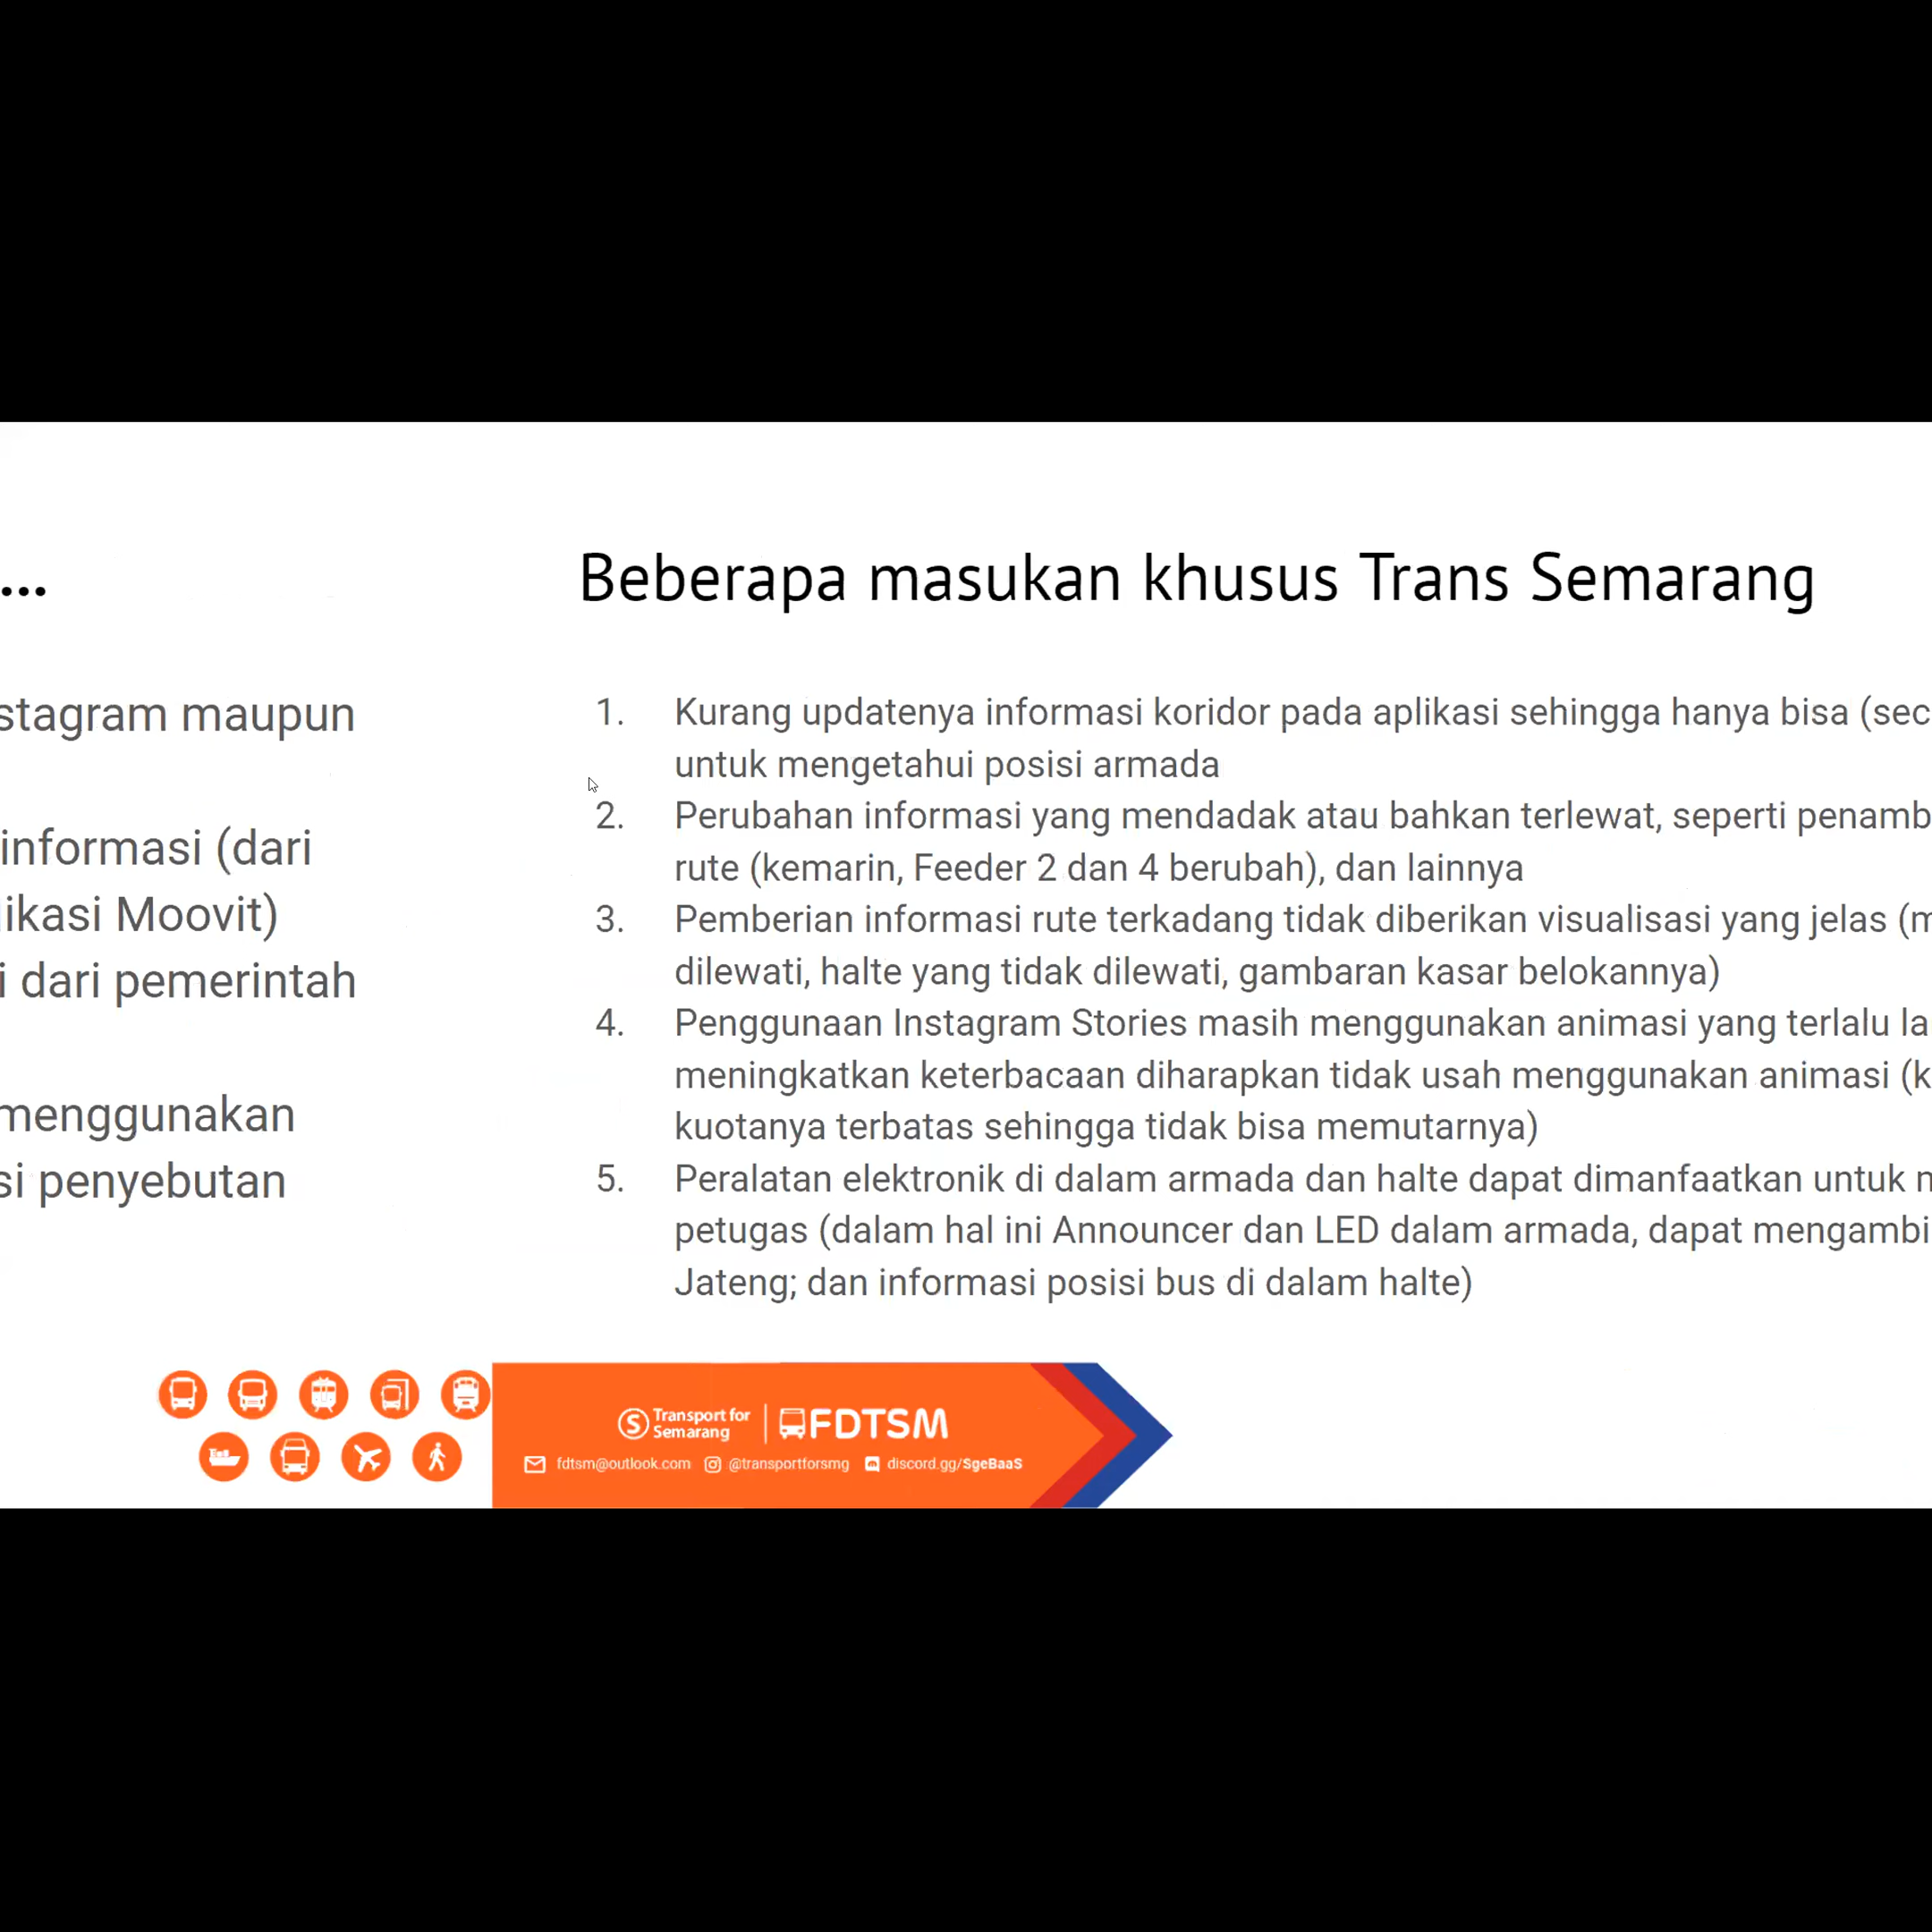 ...
stagram maupun
informasi (dari
ikasi Moovit)
i dari pemerintah
menggunakan
si penyebutan
Beberapa masukan khusus Trans Semarang
1. Kurang updatenya informasi koridor pada aplikasi sehingga hanya bisa (sec
untuk mengetahui posisi armada
2. Perubahan informasi yang mendadak atau bahkan terlewat, seperti penamb
rute (kemarin, Feeder 2 dan 4 berubah), dan lainnya
3. Pemberian informasi rute terkadang tidak diberikan visualisasi yang jelas (m
dilewati, halte yang tidak dilewati, gambaran kasar belokannya)
4. Penggunaan Instagram Stories masih menggunakan animasi yang terlalu la
meningkatkan keterbacaan diharapkan tidak usah menggunakan animasi (k
kuotanya terbatas sehingga tidak bisa memutarnya)
5. Peralatan elektronik di dalam armada dan halte dapat dimanfaatkan untuk m
petugas (dalam hal ini Announcer dan LED dalam armada, dapat mengambi
Jateng; dan informasi posisi bus di dalam halte)
S Transport for
Semarang
FDTSM
fdtsm@outlook.com @transportforsmg discord.gg/SgeBaaS